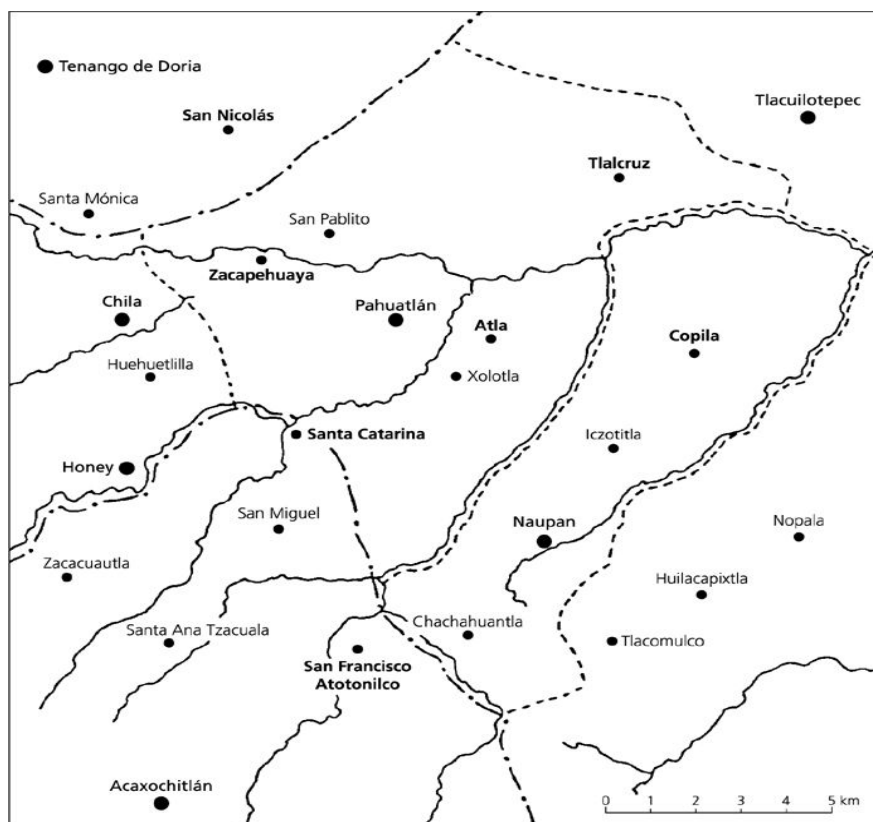 Tenango de Doria
Tlacuilotepec
San Nicolás
Tlalcruz
Santa Mónica
San Pablito
Zacapehuaya
Chila
Pahuatlán
Atla
Copila
Huehuetlilla
Xolotla
Santa Catarina
Iczotitla
Honey
San Miguel
Naupan
Nopala
Zacacuautla
Huilacapixtla
Chachahuantla
Santa Ana Tzacuala
Tlacomulco
San Francisco
Atotonilco
Acaxochitlán
0 1 2 3 4 5 km